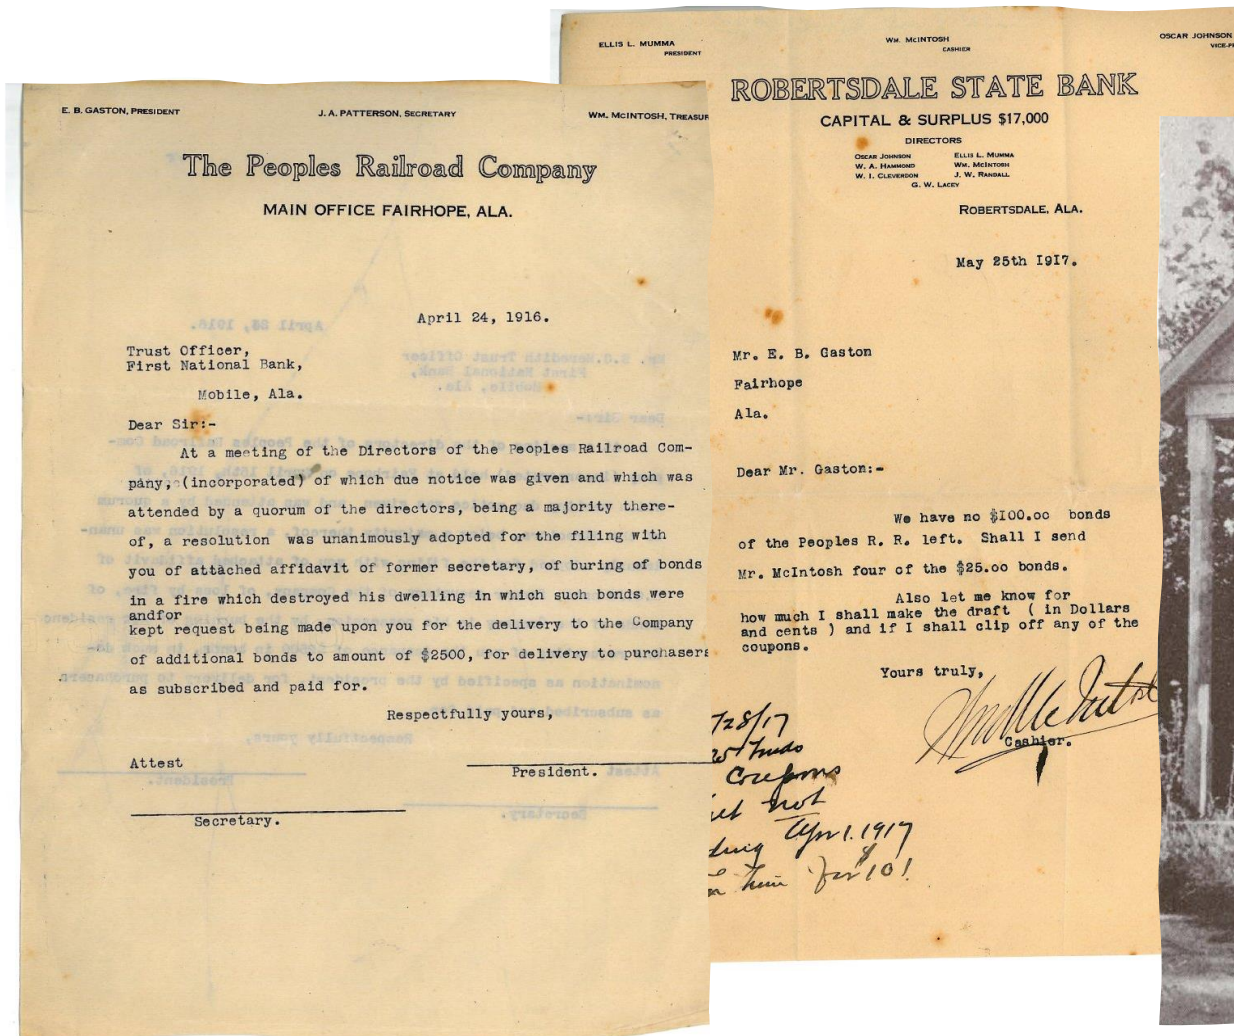 E. B. GASTON, PRESIDENT
J. A. PATTERSON, SECRETARY
WM. MCINTOSH, TREASUR
The Peoples Railroad Company
MAIN OFFICE FAIRHOPE, ALA.
April 24, 1916.
Trust Officer,
First National Bank,
Mobile, Ala.
Dear Sir:-
At a meeting of the Directors of the Peoples Railroad Com-
pany, (incorporated) of which due notice was given and which was
attended by a quorum of the directors, being a majority there-
of, a resolution was unanimously adopted for the filing with
you of attached affidavit of former secretary, of buring of bonds
in a fire which destroyed his dwelling in which such bonds were
andfor
kept request being made upon you for the delivery to the Company
of additional bonds to amount of $2500, for delivery to purchasers
as subscribed and paid for.
Respectfully yours,
Attest
President.
Secretary.
ELLIS L. MUMMA
PRESIDENT
WM. MCINTOSH
CASHIER
OSCAR JOHNSON
VICE-PR
ROBERTSDALE STATE BANK
CAPITAL & SURPLUS $17,000
DIRECTORS
OSCAR JOHNSON ELLIS L. MUMMA
W. A. HAMMOND WM. MCINTOSH
W. I. CLEVERDON J. W. RANDALL
G. W. LACEY
ROBERTSDALE, ALA.
May 25th 1917.
Mr. E. B. Gaston
Fairhope
Ala.
Dear Mr. Gaston:-
We have no $100.00 bonds
of the Peoples R. R. left. Shall I send
Mr. McIntosh four of the $25.00 bonds.
Also let me know for
how much I shall make the draft ( in Dollars
and cents ) and if I shall clip off any of the
coupons.
Yours truly,
Cashier.
/28/17
Coupons
not
Apr 1. 1917
for $101